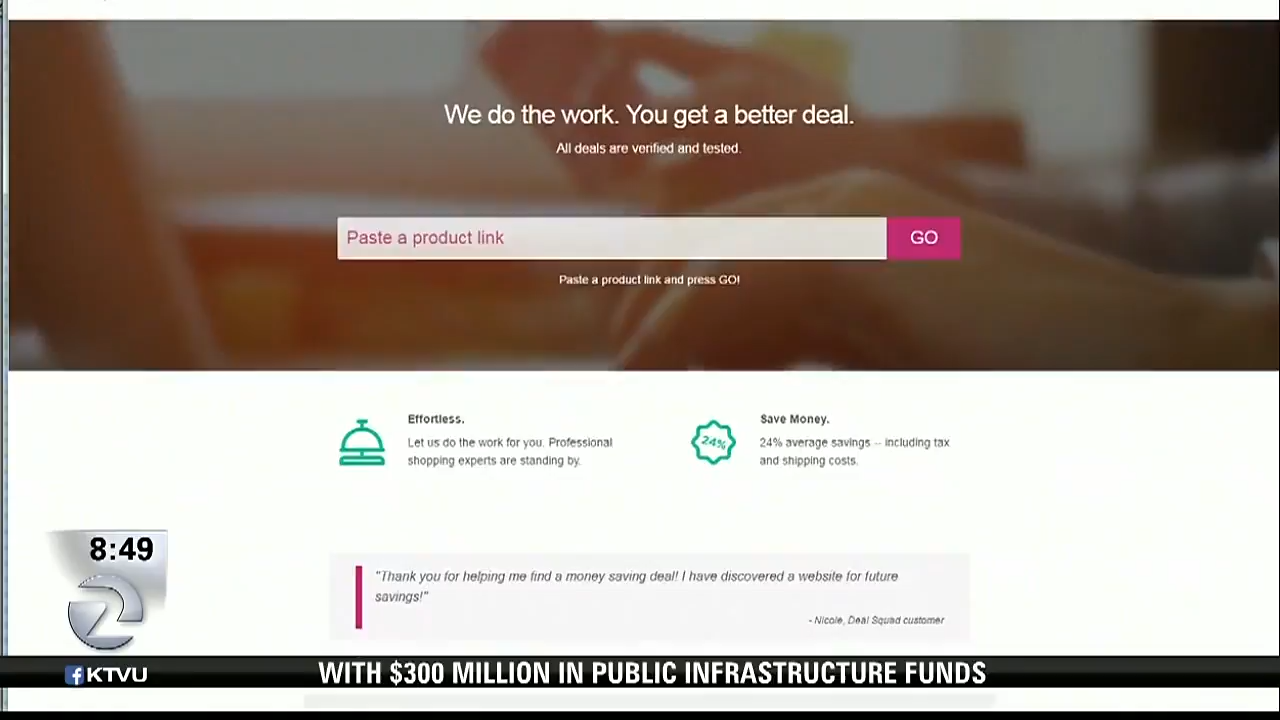 We do the work. You get a better deal.
All deals are verified and tested.
Paste a product link
GO
Paste a product link and press GO!
Effortless.
Let us do the work for you. Professional
shopping experts are standing by.
24%
Save Money.
24% average savings -- including tax
and shipping costs.
8:49
2
"Thank you for helping me find a money saving deal! I have discovered a website for future
savings!"
- Nicole, Deal Squad customer
f KTVU
WITH $300 MILLION IN PUBLIC INFRASTRUCTURE FUNDS